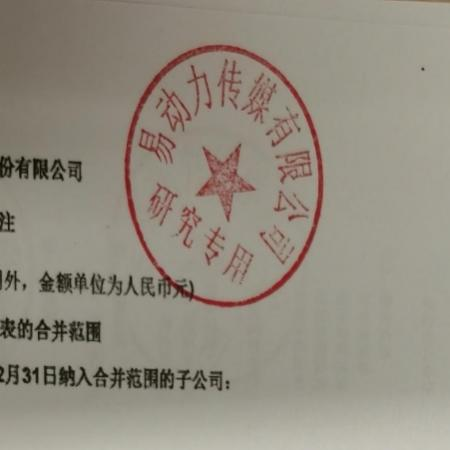 易动力传媒有限公司
研究专用
份有限公司
注
外，金额单位为人民币元)
表的合并范围
2月31日纳入合并范围的子公司：